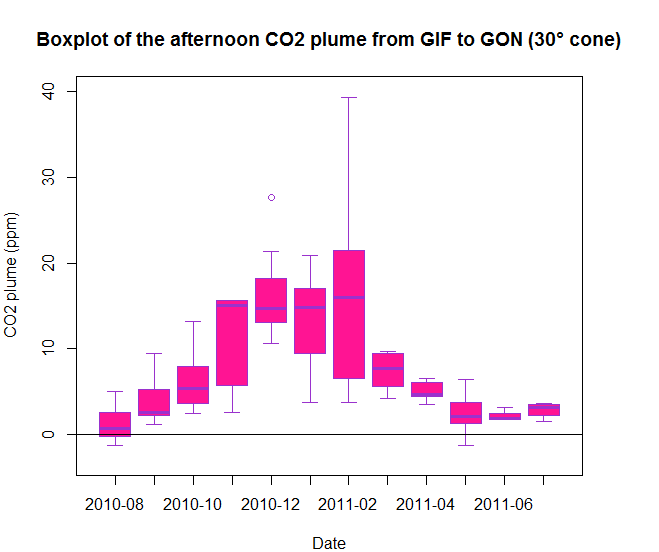 Boxplot of the afternoon CO2 plume from GIF to GON (30° cone)
CO2 plume (ppm)
40
30
20
10
0
2010-08 2010-10 2010-12 2011-02 2011-04 2011-06
Date